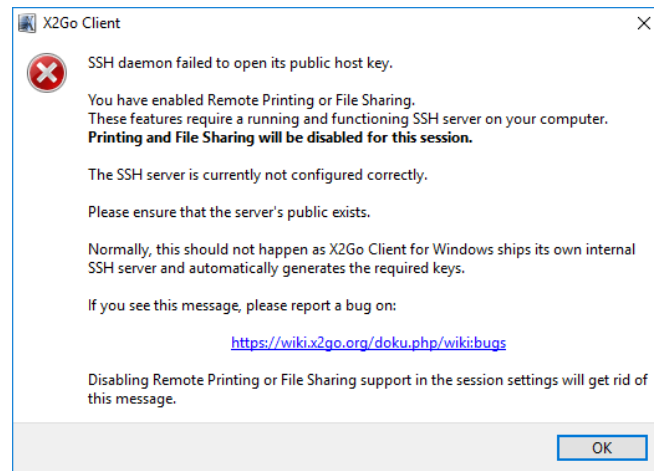 X2Go Client
SSH daemon failed to open its public host key.
You have enabled Remote Printing or File Sharing.
These features require a running and functioning SSH server on your computer.
Printing and File Sharing will be disabled for this session.
The SSH server is currently not configured correctly.
Please ensure that the server's public exists.
Normally, this should not happen as X2Go Client for Windows ships its own internal
SSH server and automatically generates the required keys.
If you see this message, please report a bug on:
https://wiki.x2go.org/doku.php/wiki:bugs
Disabling Remote Printing or File Sharing support in the session settings will get rid of
this message.
OK